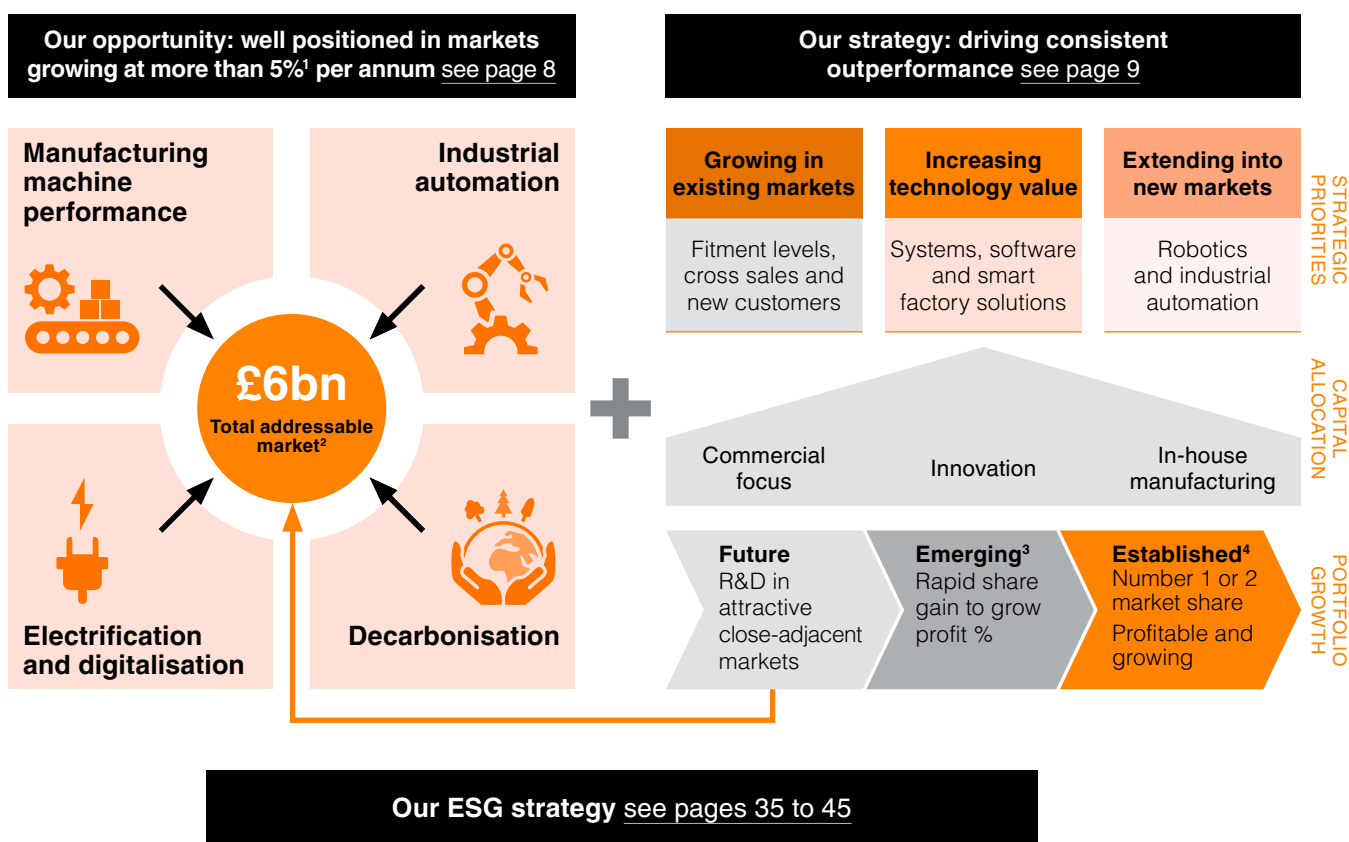 Our opportunity: well positioned in markets
growing at more than 5%¹ per annum see page 8
Manufacturing
machine
performance
Industrial
automation
£6bn
Total addressable
market²
Electrification
and digitalisation
Decarbonisation
Our strategy: driving consistent
outperformance see page 9
Growing in
existing markets
Fitment levels,
cross sales and
new customers
Increasing
technology value
Systems, software
and smart
factory solutions
Extending into
new markets
Robotics
and industrial
automation
STRATEGIC
PRIORITIES
Commercial
focus
Innovation
In-house
manufacturing
CAPITAL
ALLOCATION
Future
R&D in
attractive
close-adjacent
markets
Emerging³
Rapid share
gain to grow
profit %
Established⁴
Number 1 or 2
market share
Profitable and
growing
PORTFOLIO
GROWTH
Our ESG strategy see pages 35 to 45